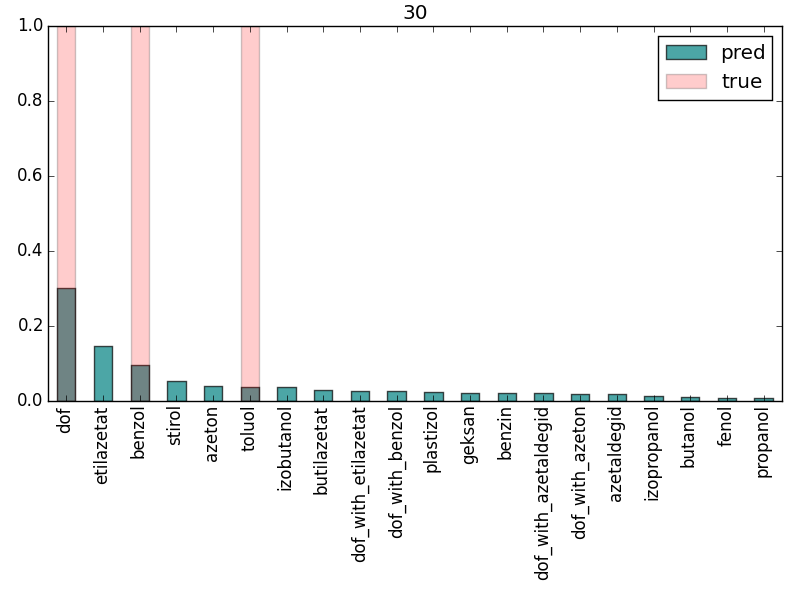 30
1.0
0.8
0.6
0.4
0.2
0.0
pred
true
dof
etilazetat
benzol
stirol
azeton
toluol
izobutanol
butilazetat
dof_with_etilazetat
dof_with_benzol
plastizol
geksan
benzin
dof_with_azetaldegid
dof_with_azeton
azetaldegid
izopropanol
butanol
fenol
propanol